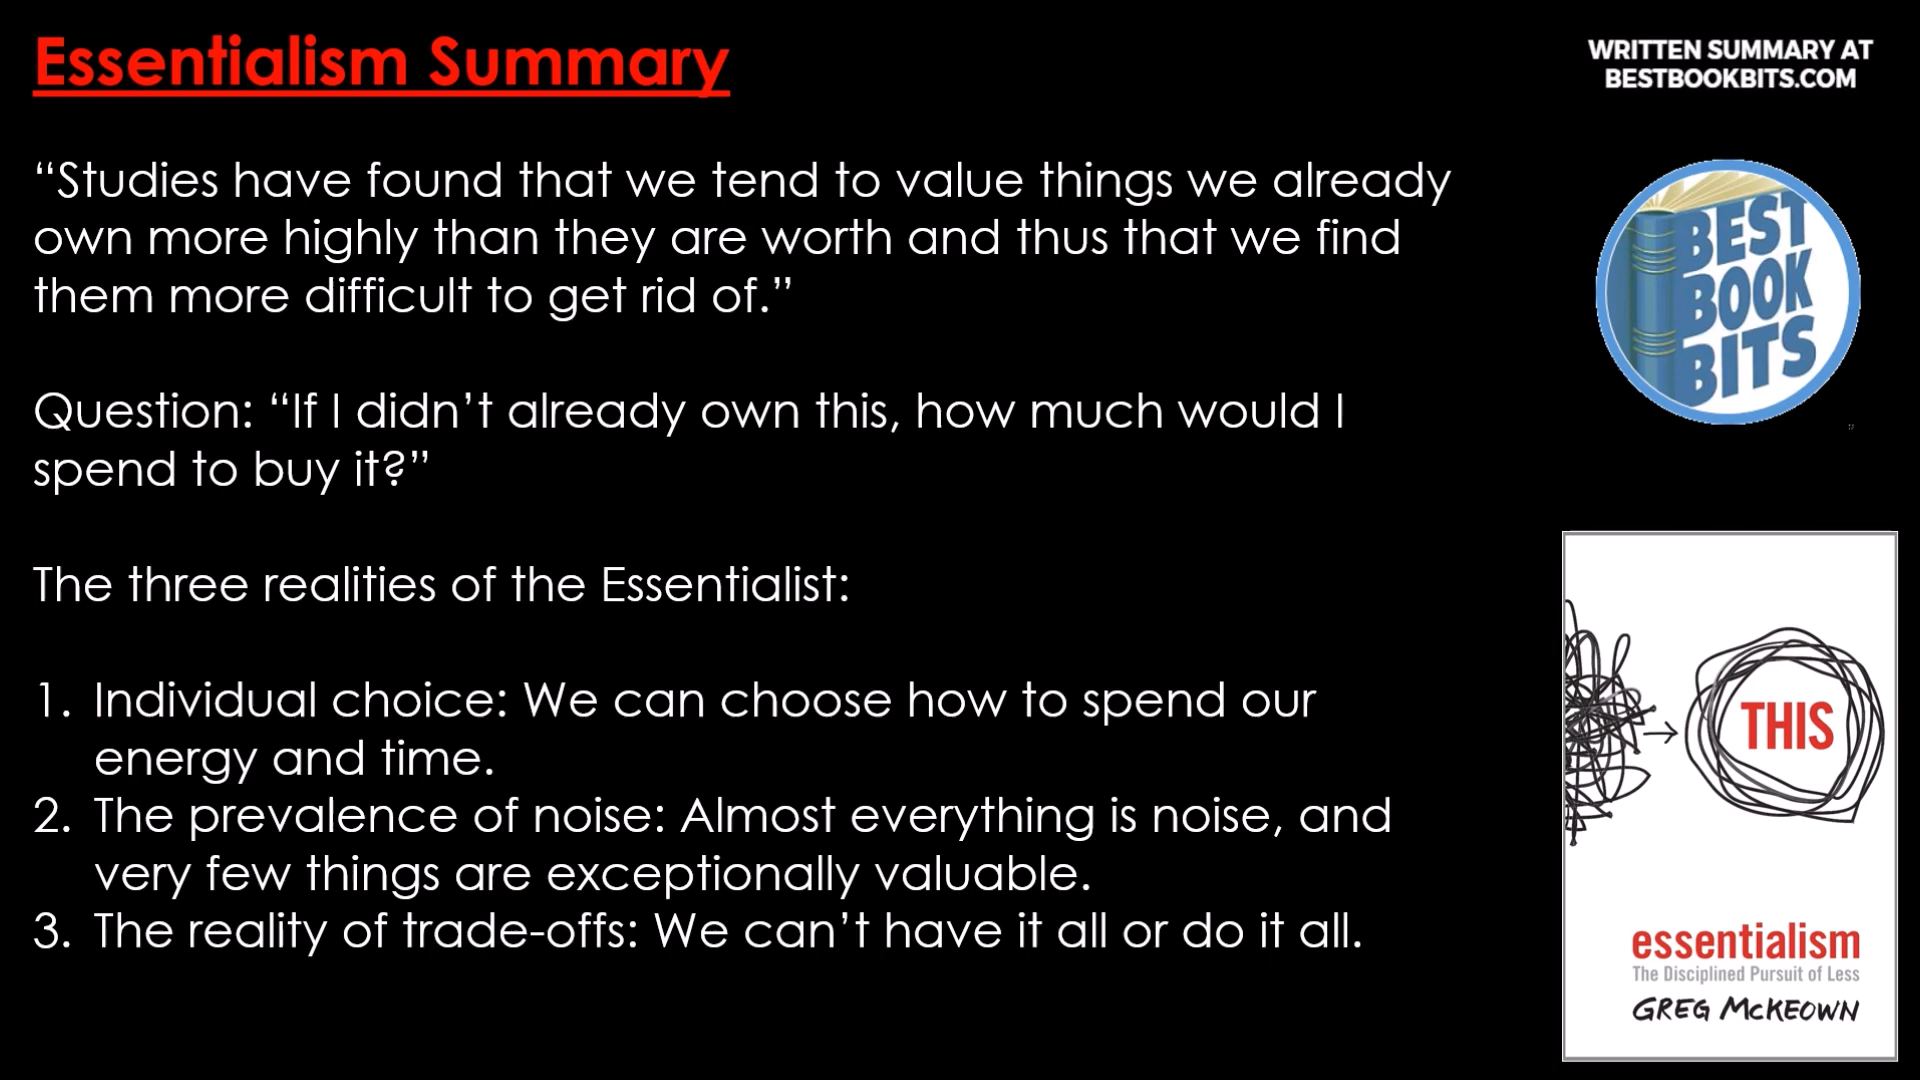 Essentialism Summary
“Studies have found that we tend to value things we already
own more highly than they are worth and thus that we find
them more difficult to get rid of.”
Question: “If I didn’t already own this, how much would I
spend to buy it?”
The three realities of the Essentialist:
1. Individual choice: We can choose how to spend our
energy and time.
2. The prevalence of noise: Almost everything is noise, and
very few things are exceptionally valuable.
3. The reality of trade-offs: We can’t have it all or do it all.
WRITTEN SUMMARY AT
BESTBOOKBITS.COM
BEST
BOOK
BITS
THIS
essentialism
The Disciplined Pursuit of Less
GREG McKEOWN